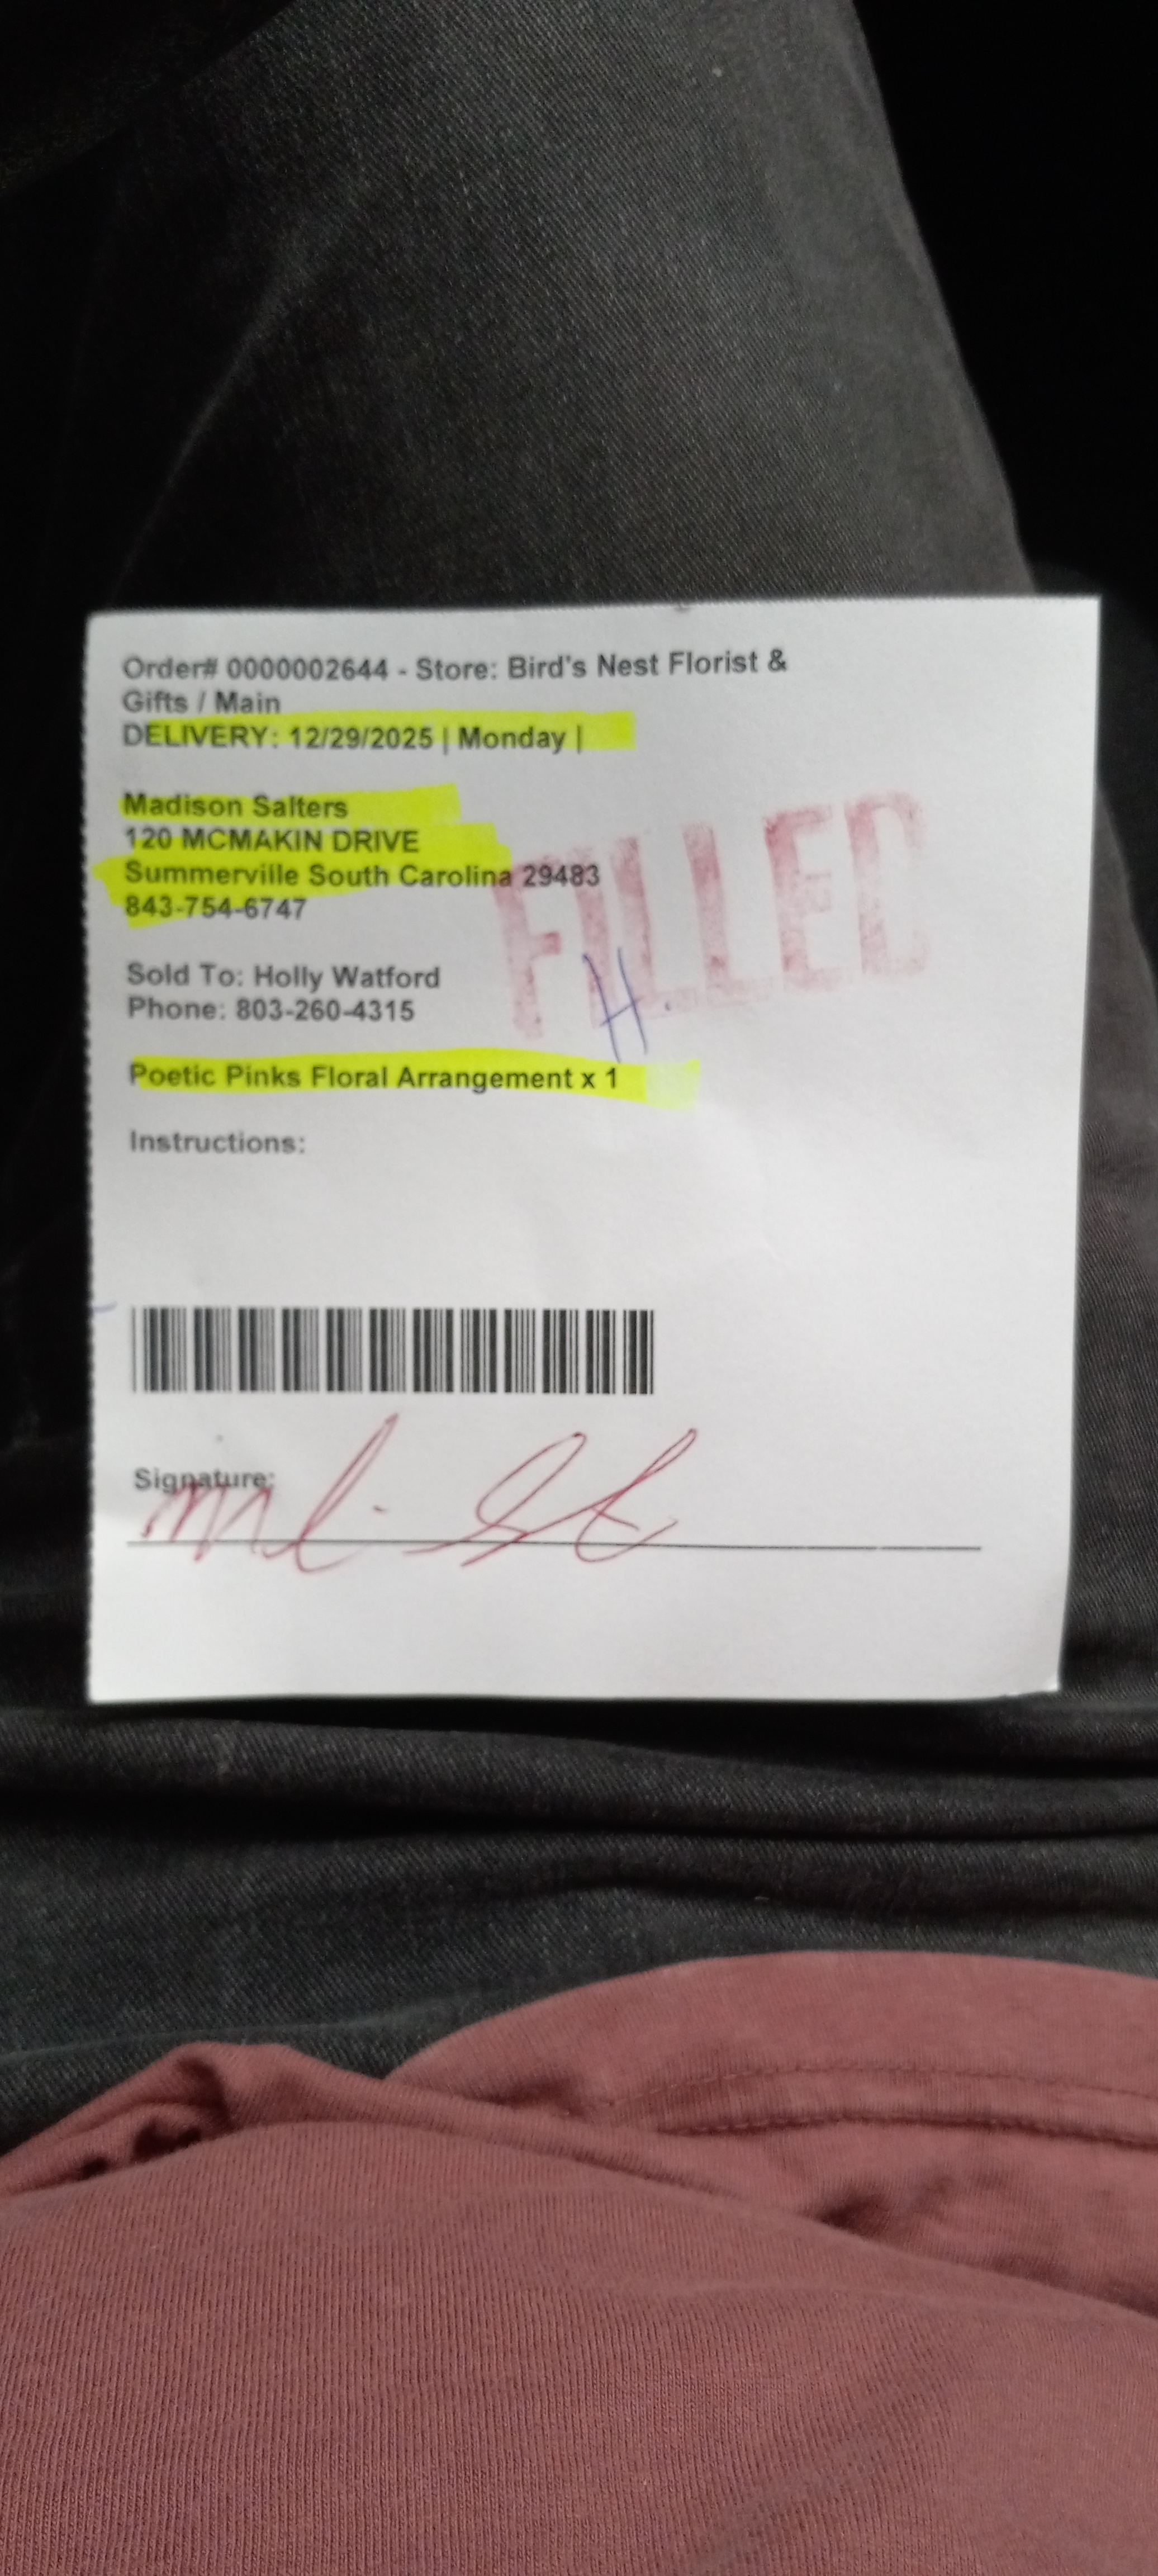 Order# 0000002644 - Store: Bird's Nest Florist &
Gifts / Main
DELIVERY: 12/29/2025 | Monday |
Madison Salters
120 MCMAKIN DRIVE
Summerville South Carolina 29483
843-754-6747
FILLED
H
Sold To: Holly Watford
Phone: 803-260-4315
Poetic Pinks Floral Arrangement x 1
Instructions:
Signature: